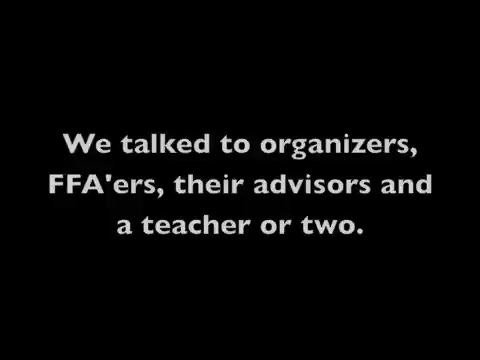 We talked to organizers,
FFA'ers, their advisors and
a teacher or two.